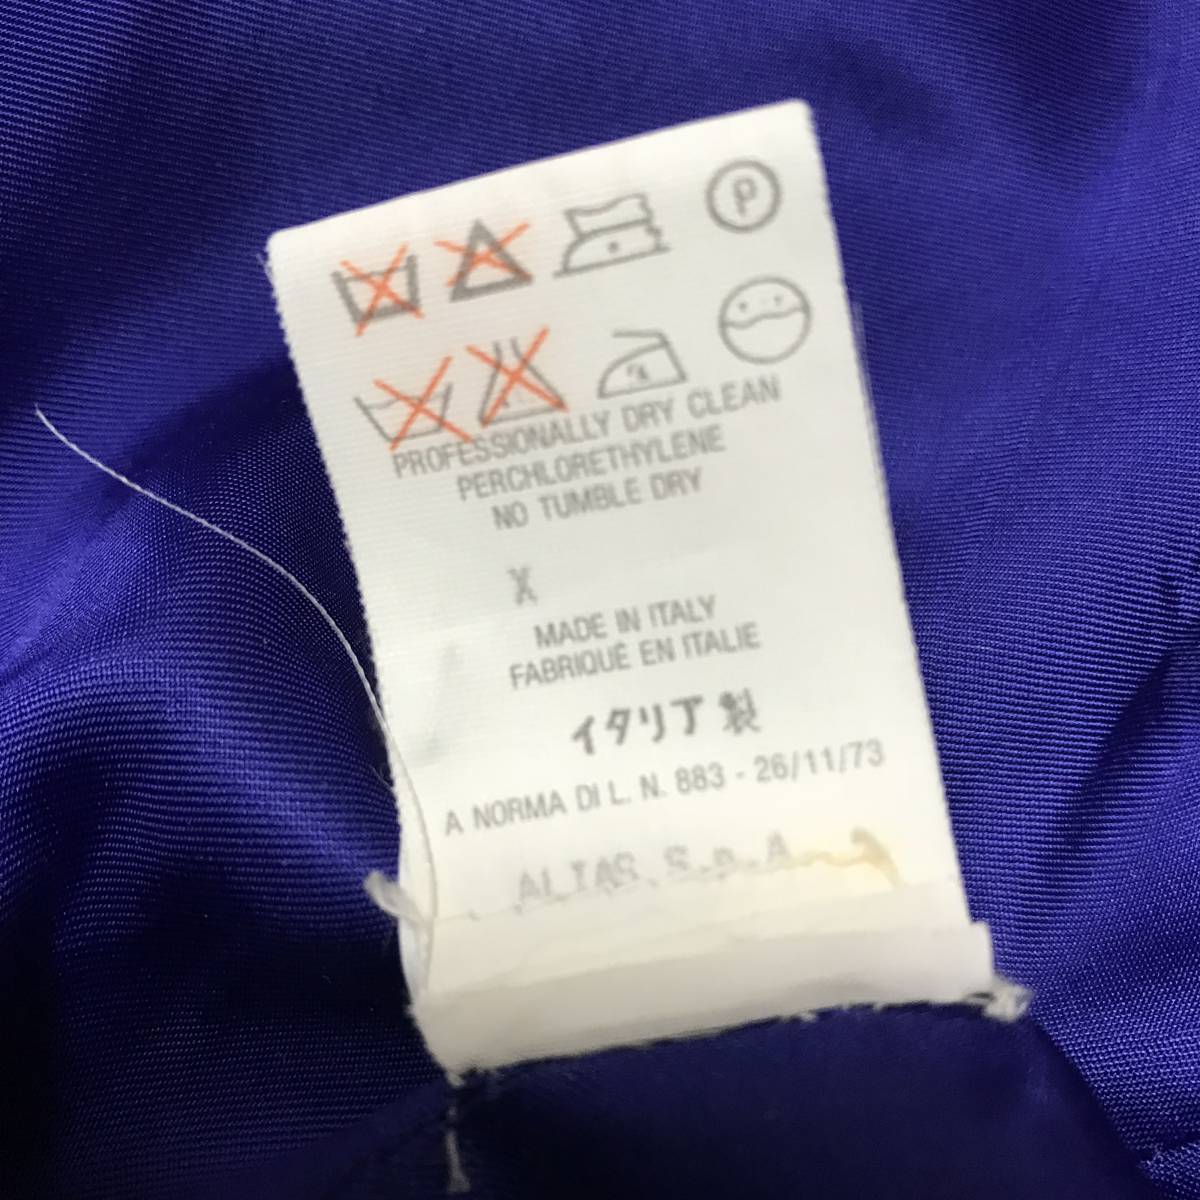 P
PROFESSIONALLY DRY CLEAN
PERCHLORETHYLENE
NO TUMBLE DRY
X
MADE IN ITALY
FABRIQUÉ EN ITALIE
イタリア製
A NORMA DI L. N. 883 - 26/11/73
ALIAS S.p.A.